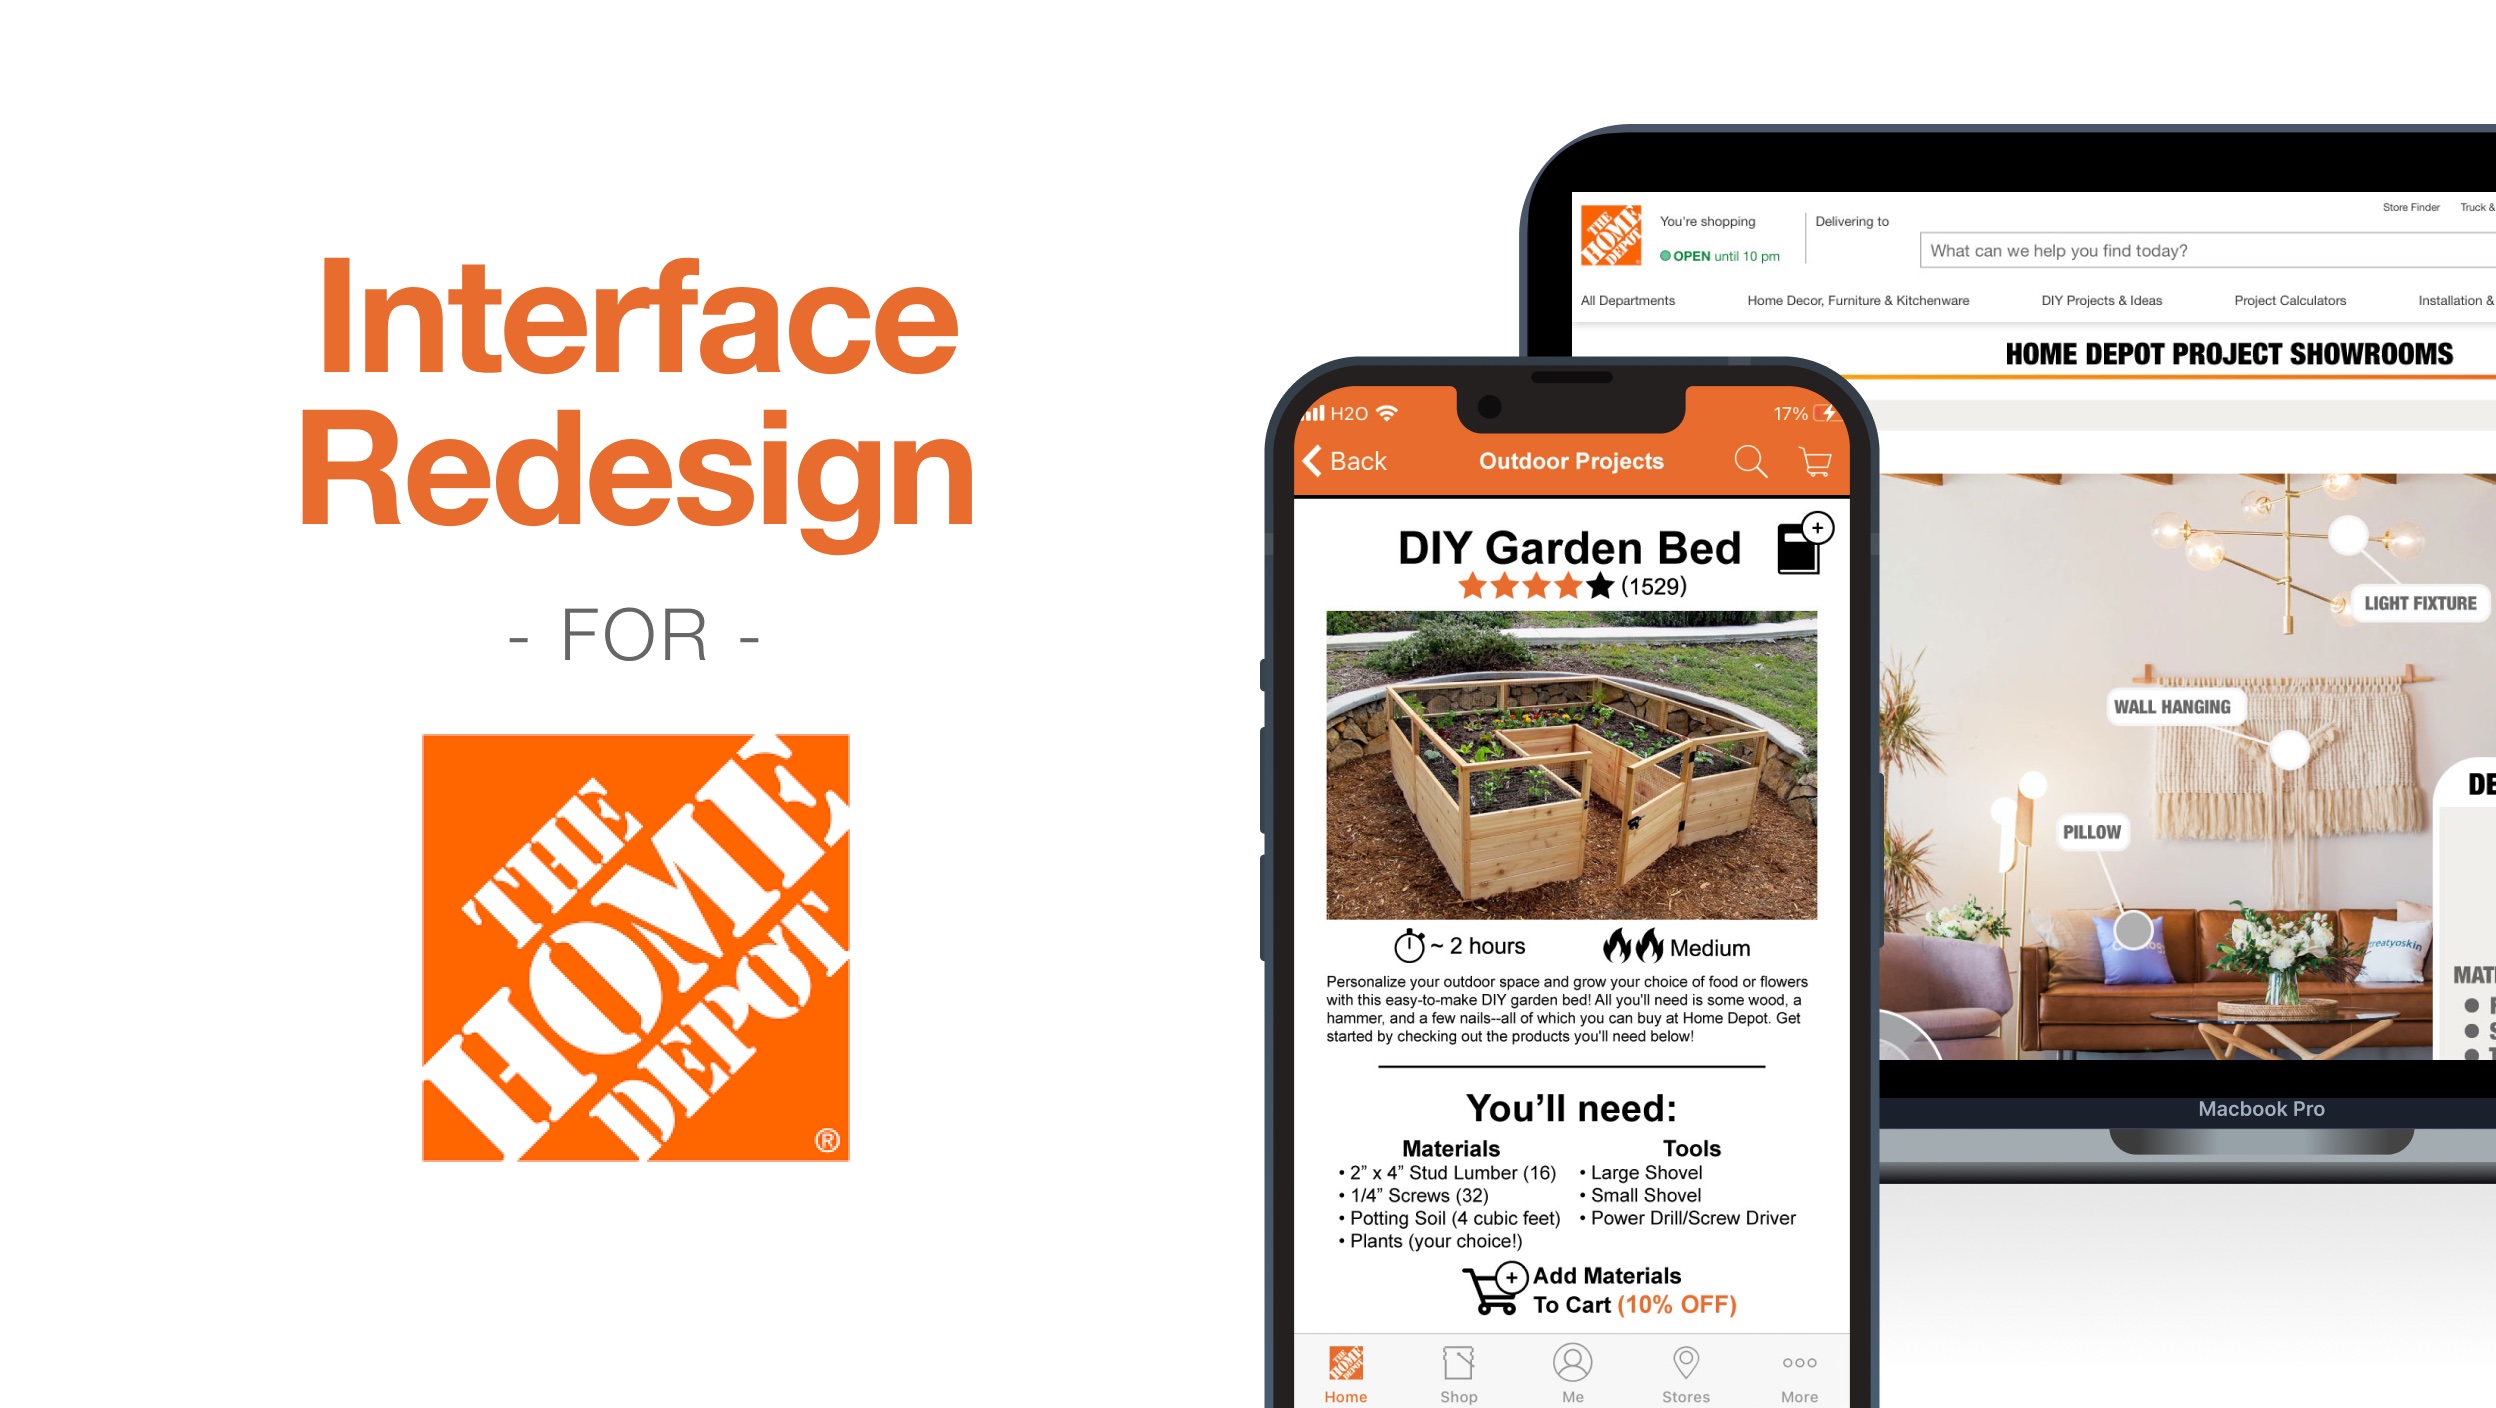 Interface
Redesign
- FOR -
THE
HOME
DEPOT
®
THE
HOME
DEPOT
You're shopping
OPEN until 10 pm
Delivering to
Store Finder
Truck &
What can we help you find today?
All Departments
Home Decor, Furniture & Kitchenware
DIY Projects & Ideas
Project Calculators
Installation &
HOME DEPOT PROJECT SHOWROOMS
LIGHT FIXTURE
WALL HANGING
PILLOW
reatyoskin
DE
MAT
Macbook Pro
H2O
17%
Back
Outdoor Projects
DIY Garden Bed
(1529)
~ 2 hours
Medium
Personalize your outdoor space and grow your choice of food or flowers
with this easy-to-make DIY garden bed! All you'll need is some wood, a
hammer, and a few nails--all of which you can buy at Home Depot. Get
started by checking out the products you'll need below!
You’ll need:
Materials
• 2” x 4” Stud Lumber (16)
• 1/4” Screws (32)
• Potting Soil (4 cubic feet)
• Plants (your choice!)
Tools
• Large Shovel
• Small Shovel
• Power Drill/Screw Driver
Add Materials
To Cart (10% OFF)
THE
HOME
DEPOT
Home
Shop
Me
Stores
More